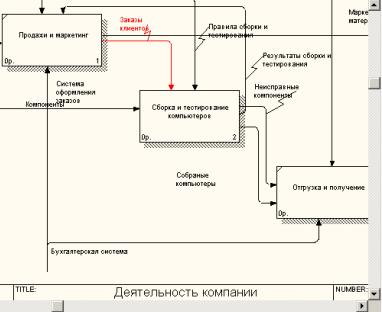 Заказы
клиентов
Марке
матер
Правила сборки и
тестирования
Продажи и маркетинг
0р. 1
Результаты сборки и
тестирования
Система
оформления
заказов
Неисправные
компоненты
Компоненты
Сборка и тестирование
компьютеров
0р. 2
Собраные
компьютеры
Отгрузка и получение
0р.
Бухгалтерская система
TITLE:
Деятельность компании
NUMBER: